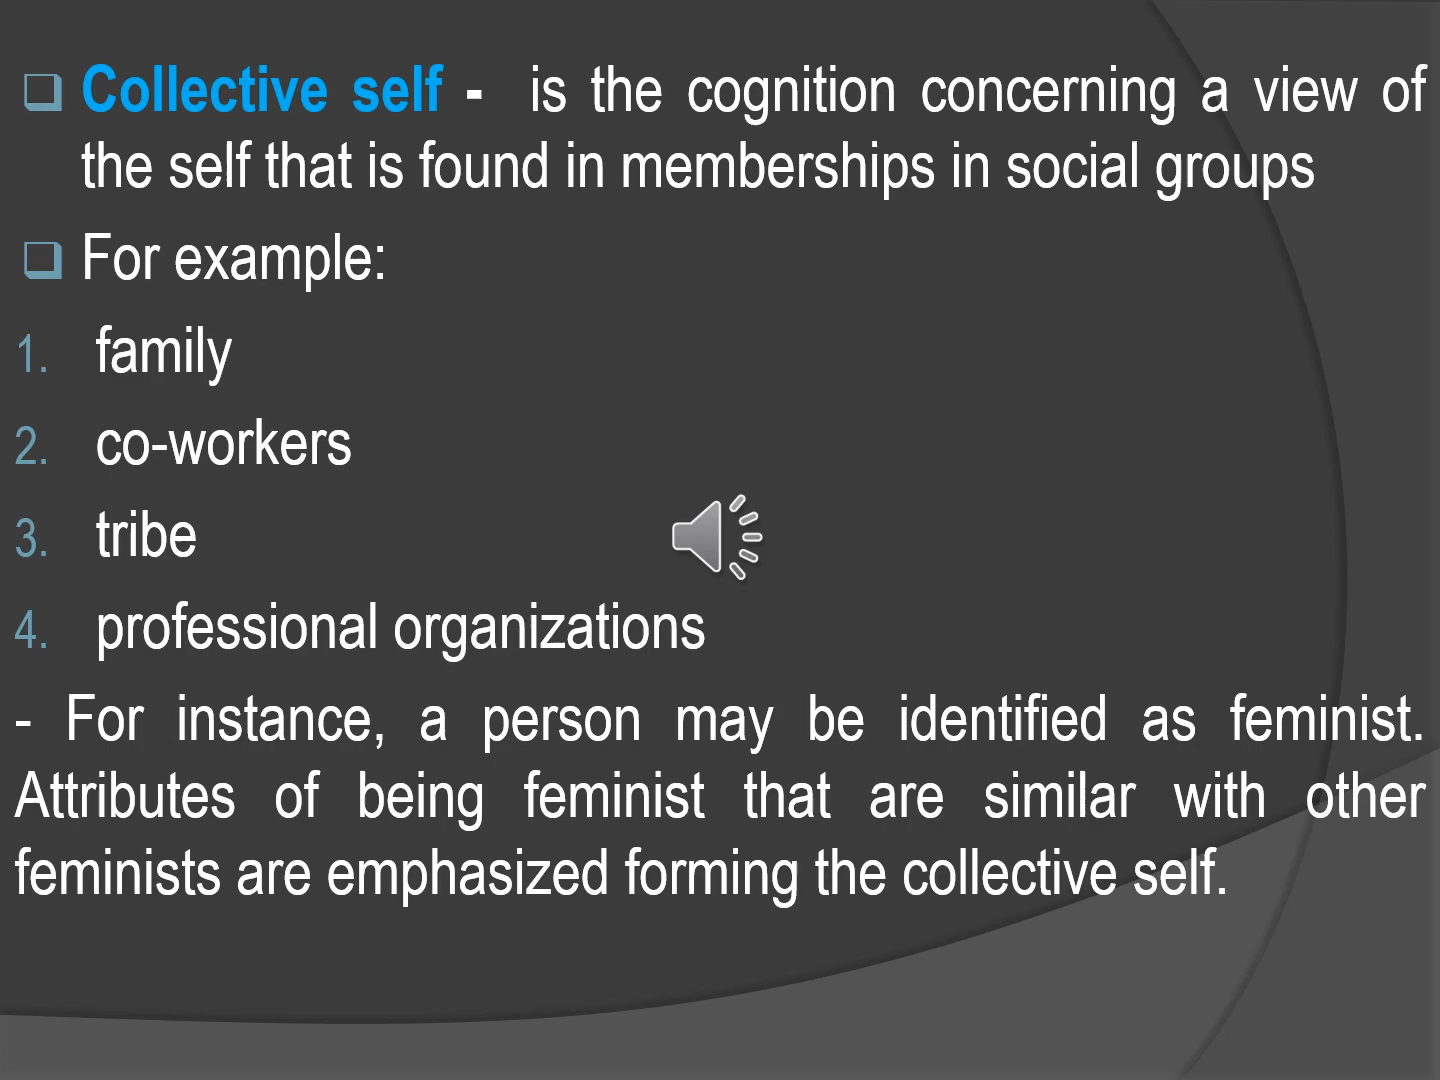 ❑ Collective self - is the cognition concerning a view of
the self that is found in memberships in social groups
❑ For example:
1. family
2. co-workers
3. tribe
4. professional organizations
- For instance, a person may be identified as feminist.
Attributes of being feminist that are similar with other
feminists are emphasized forming the collective self.